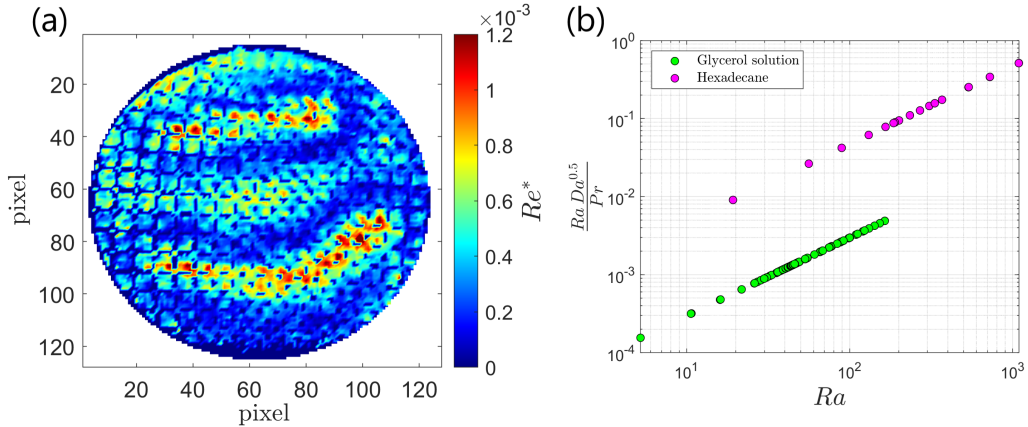 (a)
×10⁻³
12
1
0.8
0.6
0.4
0.2
0
Re*
20
40
60
80
100
120
pixel
20 40 60 80 100 120
pixel
(b)
10⁰
10⁻¹
10⁻²
10⁻³
10⁻⁴
Ra Da^0.5
Pr
Glycerol solution
Hexadecane
10¹ 10² 10³
Ra